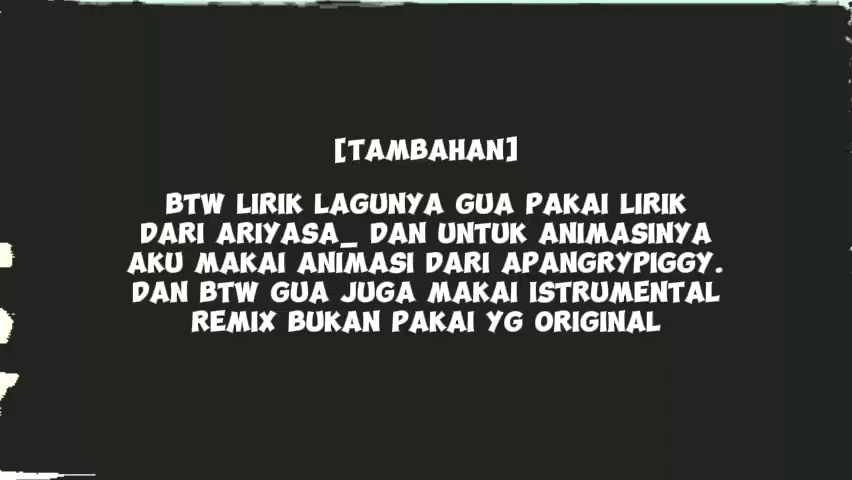 [TAMBAHAN]
BTW LIRIK LAGUNYA GUA PAKAI LIRIK
DARI ARIYASA_ DAN UNTUK ANIMASINYA
AKU MAKAI ANIMASI DARI APANGRYPIGGY.
DAN BTW GUA JUGA MAKAI ISTRUMENTAL
REMIX BUKAN PAKAI YG ORIGINAL